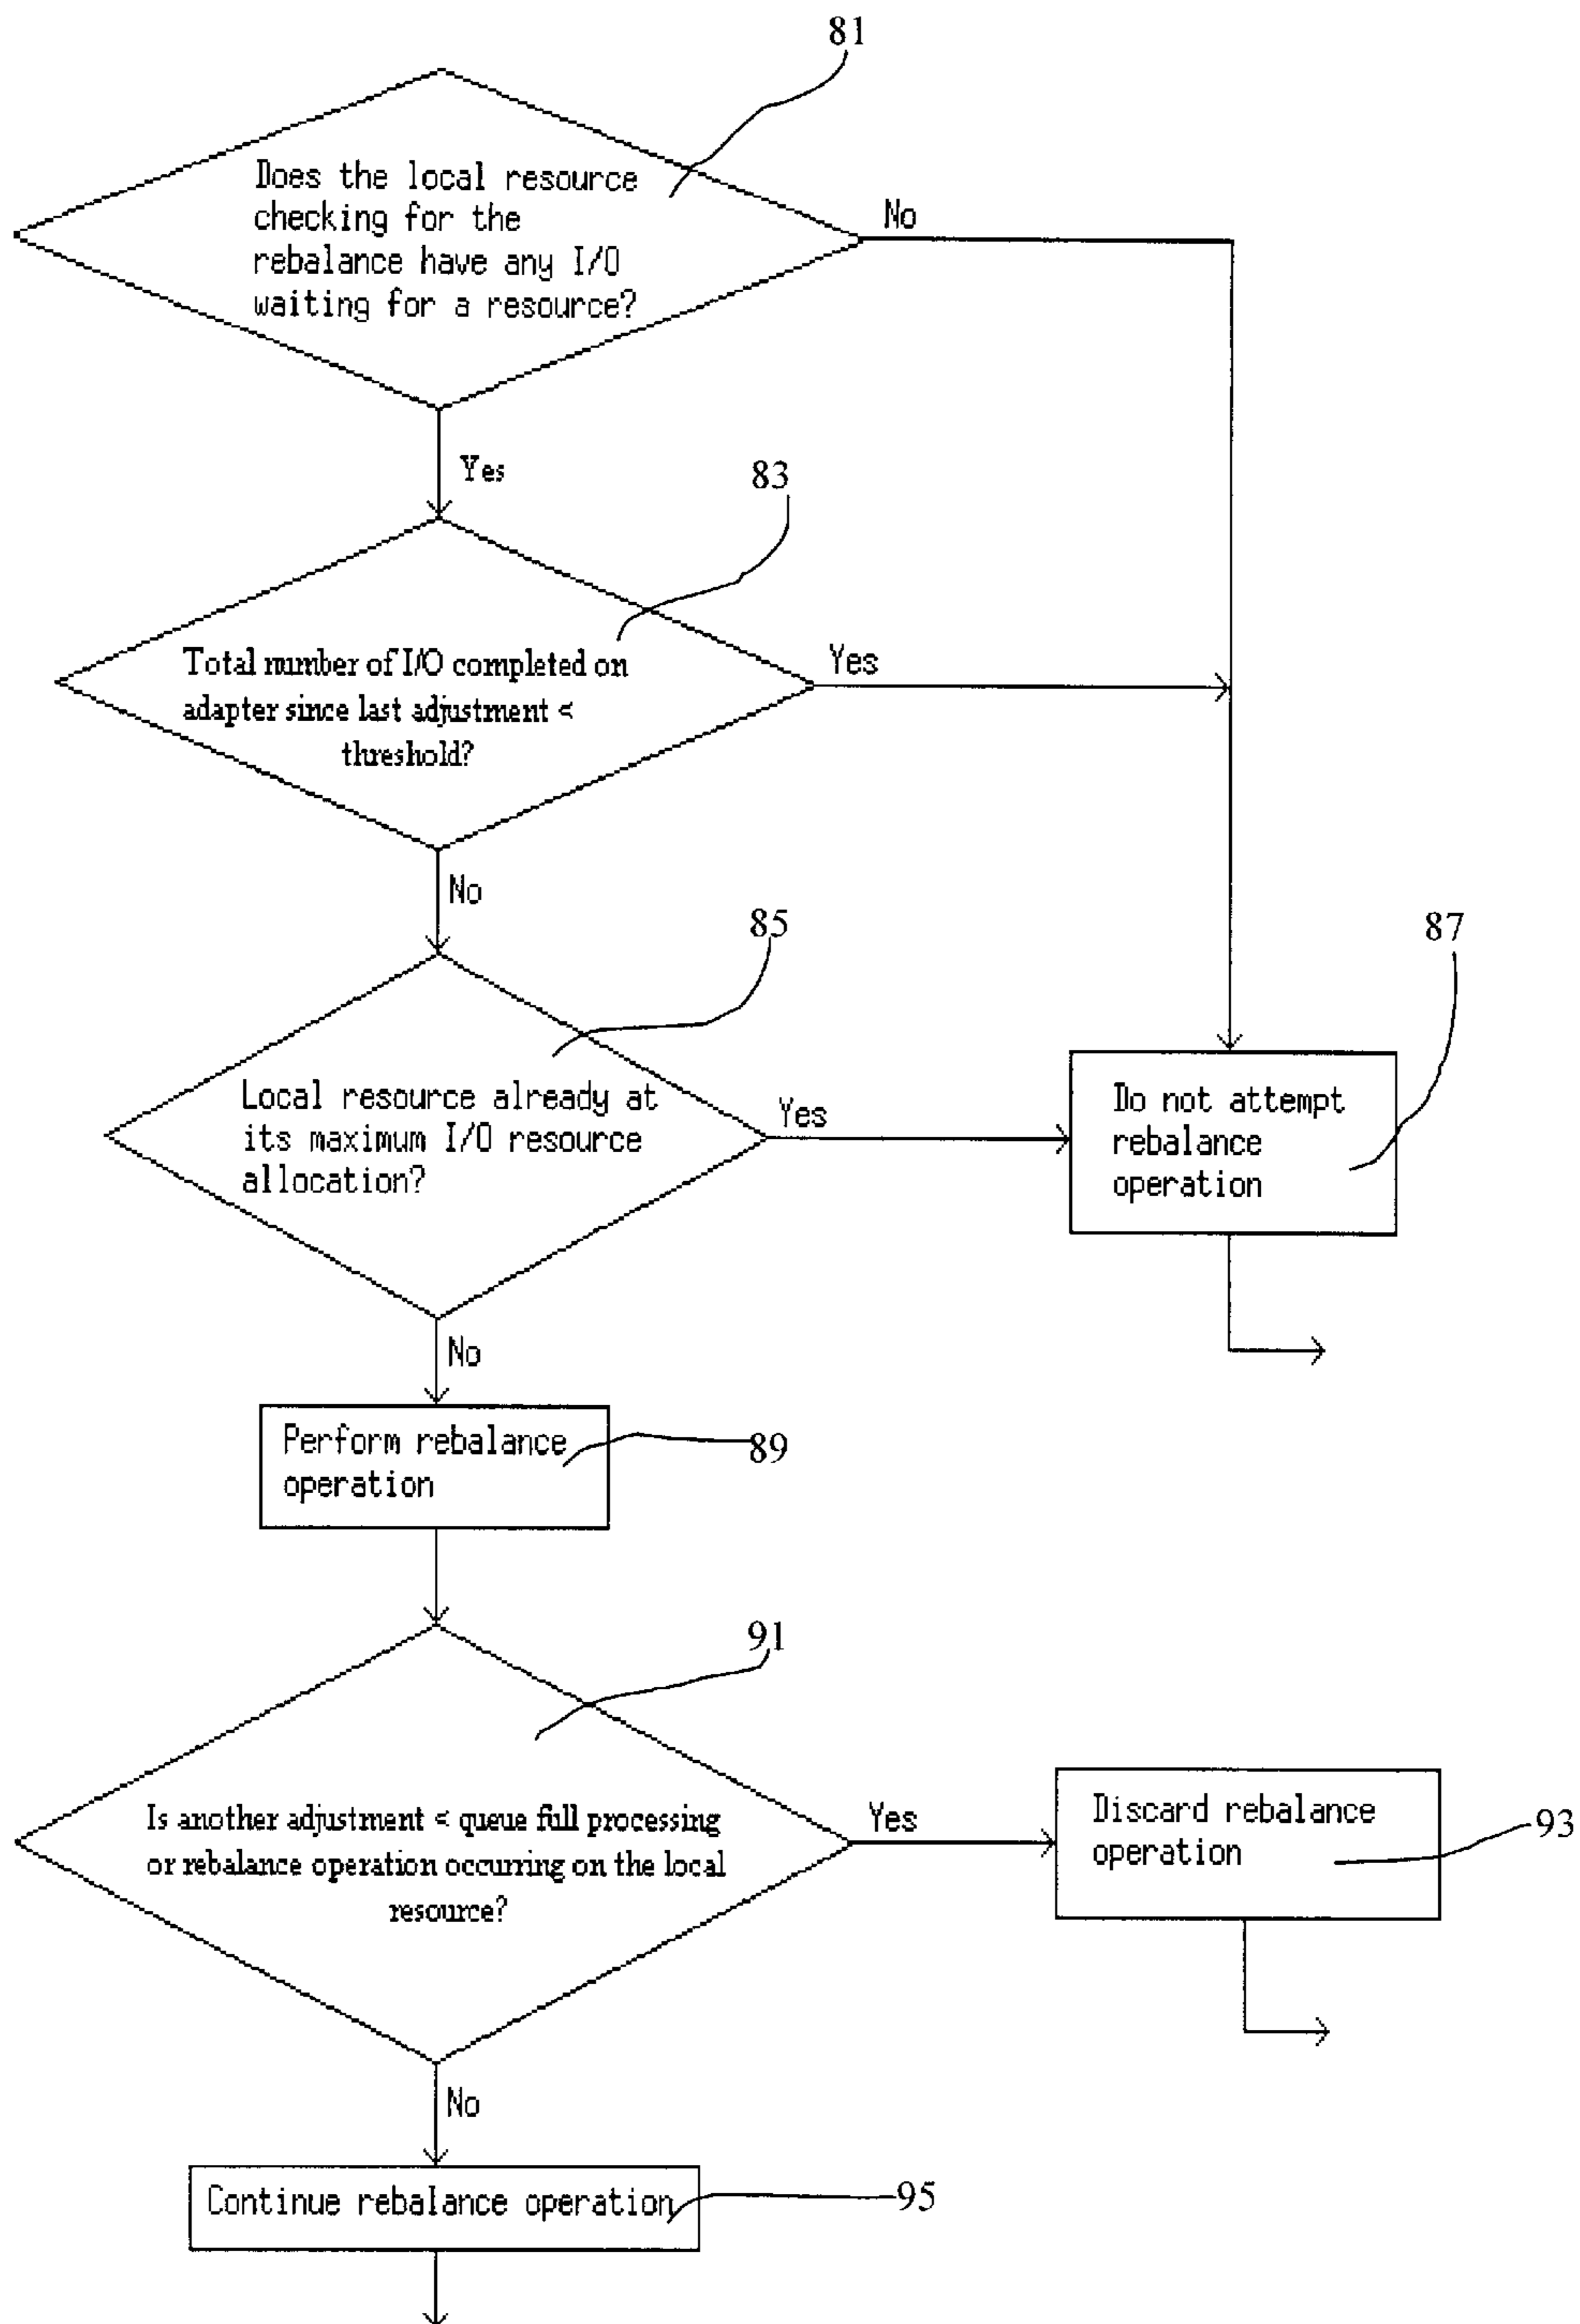 81
Does the local resource
checking for the
rebalance have any I/O
waiting for a resource?
No
Yes
83
Total number of I/O completed on
adapter since last adjustment <
threshold?
Yes
No
85
87
Local resource already at
its maximum I/O resource
allocation?
Yes
Do not attempt
rebalance
operation
No
Perform rebalance
operation
89
91
Is another adjustment < queue full processing
or rebalance operation occurring on the local
resource?
Yes
Discard rebalance
operation
93
No
Continue rebalance operation
95